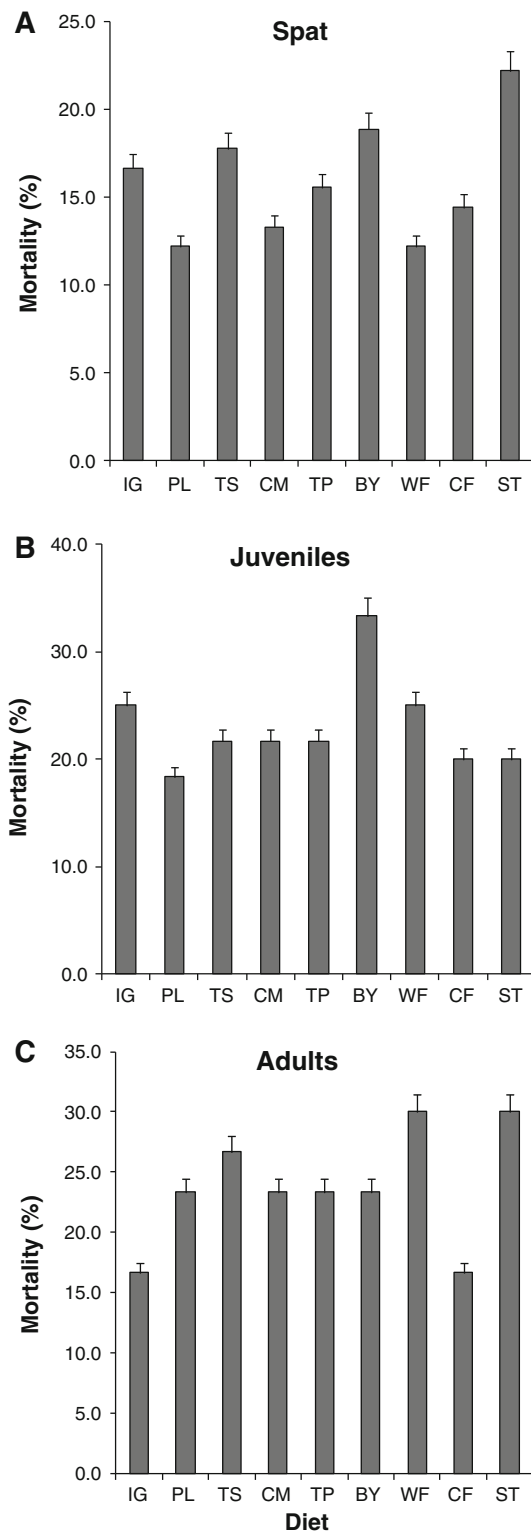 A
Spat
Mortality (%)
25.0
20.0
15.0
10.0
5.0
0.0
IG PL TS CM TP BY WF CF ST
B
Juveniles
Mortality (%)
40.0
30.0
20.0
10.0
0.0
IG PL TS CM TP BY WF CF ST
C
Adults
Mortality (%)
35.0
30.0
25.0
20.0
15.0
10.0
5.0
0.0
IG PL TS CM TP BY WF CF ST
Diet